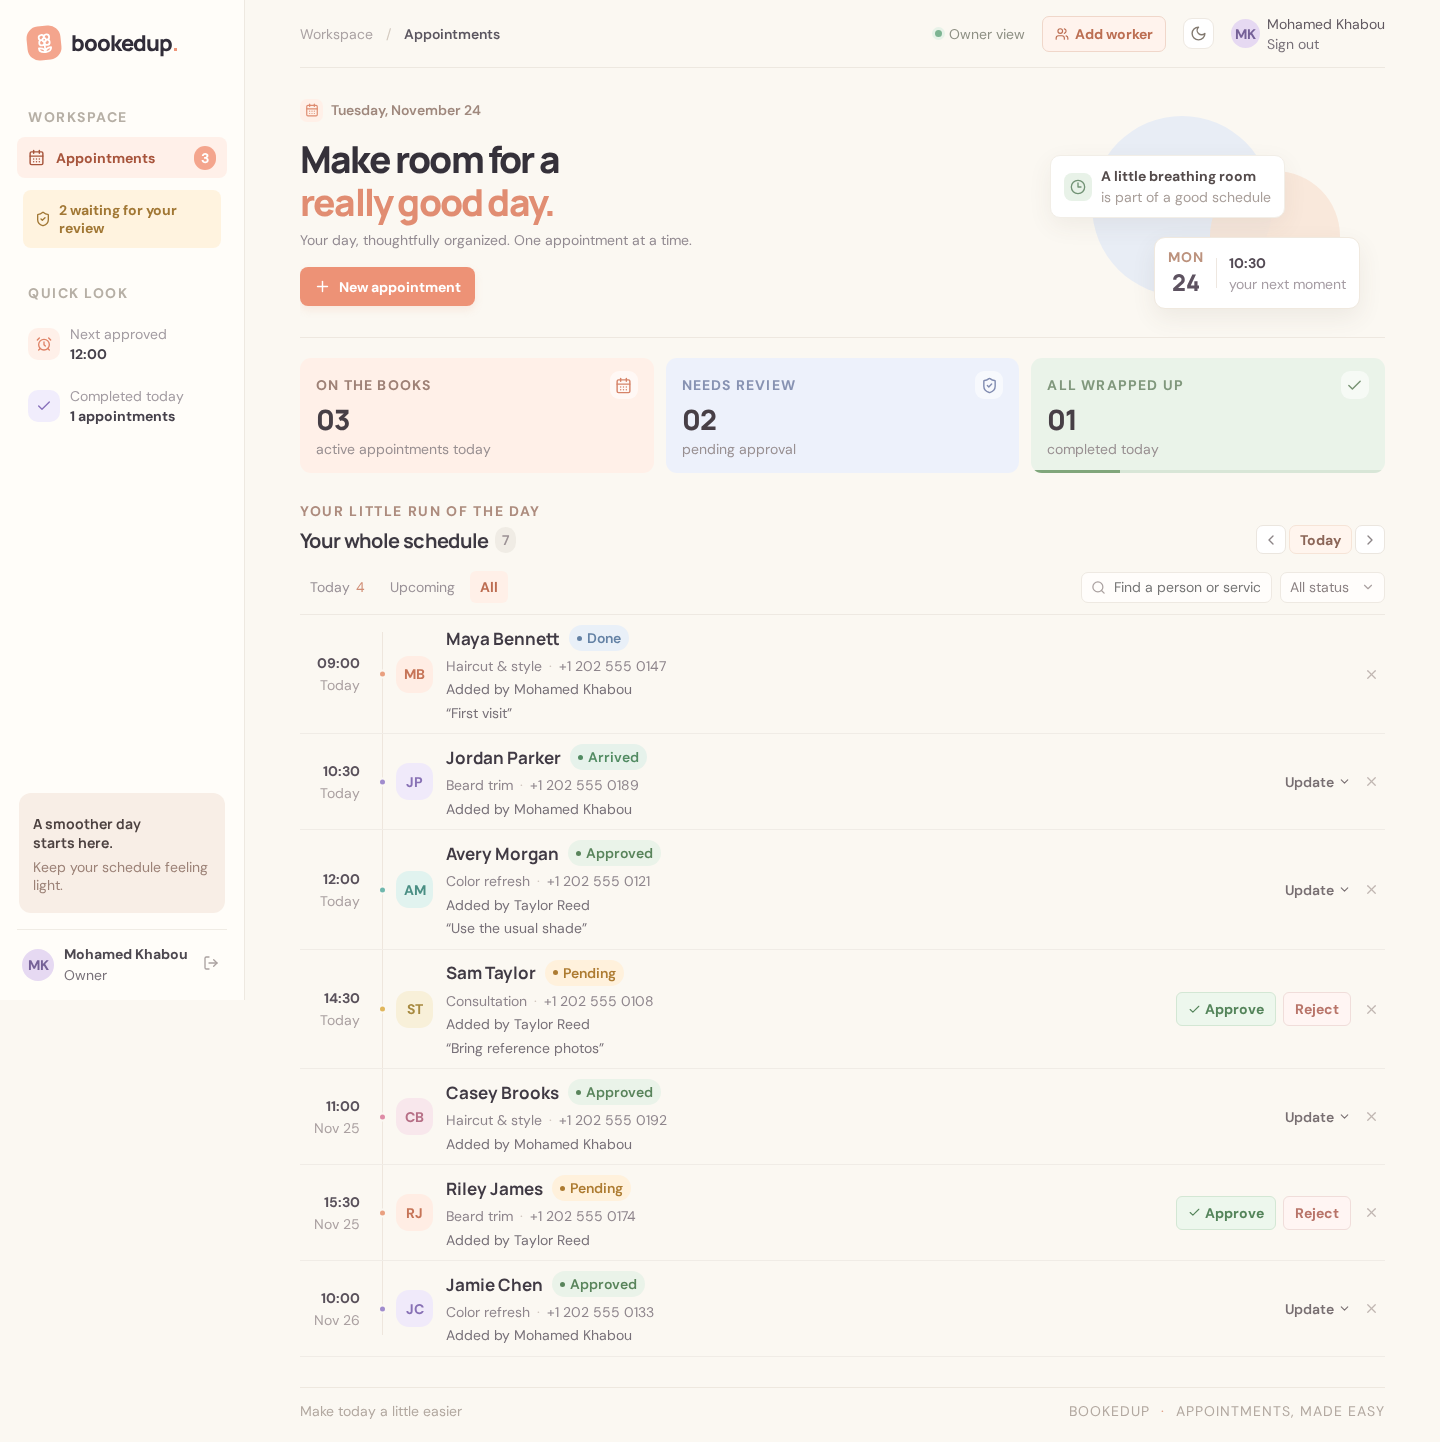 bookedup.
WORKSPACE
Appointments 3
2 waiting for your
review
QUICK LOOK
Next approved
12:00
Completed today
1 appointments
A smoother day
starts here.
Keep your schedule feeling
light.
MK Mohamed Khabou
Owner
Workspace / Appointments
Owner view
Add worker
MK Mohamed Khabou
Sign out
Tuesday, November 24
Make room for a
really good day.
Your day, thoughtfully organized. One appointment at a time.
New appointment
A little breathing room
is part of a good schedule
MON
24
10:30
your next moment
ON THE BOOKS
03
active appointments today
NEEDS REVIEW
02
pending approval
ALL WRAPPED UP
01
completed today
YOUR LITTLE RUN OF THE DAY
Your whole schedule 7
Today
Today 4 Upcoming All
Find a person or servic
All status
09:00
Today
MB
Maya Bennett Done
Haircut & style · +1 202 555 0147
Added by Mohamed Khabou
“First visit”
10:30
Today
JP
Jordan Parker Arrived
Beard trim · +1 202 555 0189
Added by Mohamed Khabou
Update
12:00
Today
AM
Avery Morgan Approved
Color refresh · +1 202 555 0121
Added by Taylor Reed
“Use the usual shade”
Update
14:30
Today
ST
Sam Taylor Pending
Consultation · +1 202 555 0108
Added by Taylor Reed
“Bring reference photos”
Approve Reject
11:00
Nov 25
CB
Casey Brooks Approved
Haircut & style · +1 202 555 0192
Added by Mohamed Khabou
Update
15:30
Nov 25
RJ
Riley James Pending
Beard trim · +1 202 555 0174
Added by Taylor Reed
Approve Reject
10:00
Nov 26
JC
Jamie Chen Approved
Color refresh · +1 202 555 0133
Added by Mohamed Khabou
Update
Make today a little easier
BOOKEDUP · APPOINTMENTS, MADE EASY